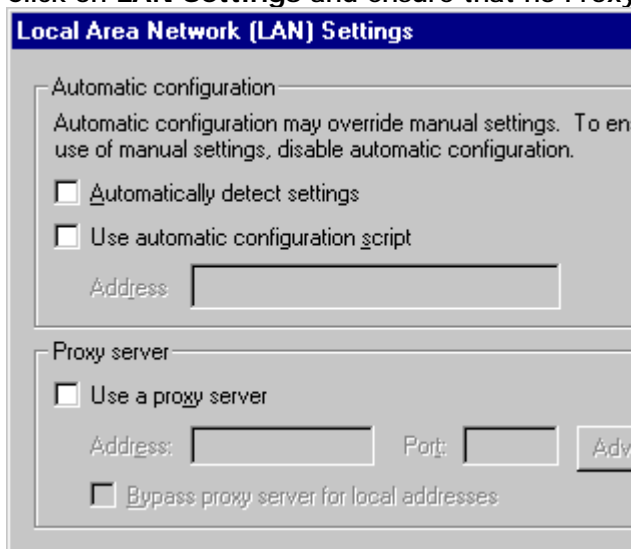 Click on LAN Settings and ensure that no Proxy
Local Area Network (LAN) Settings
Automatic configuration
Automatic configuration may override manual settings. To en
use of manual settings, disable automatic configuration.
Automatically detect settings
Use automatic configuration script
Address
Proxy server
Use a proxy server
Address: Port: Adv
Bypass proxy server for local addresses